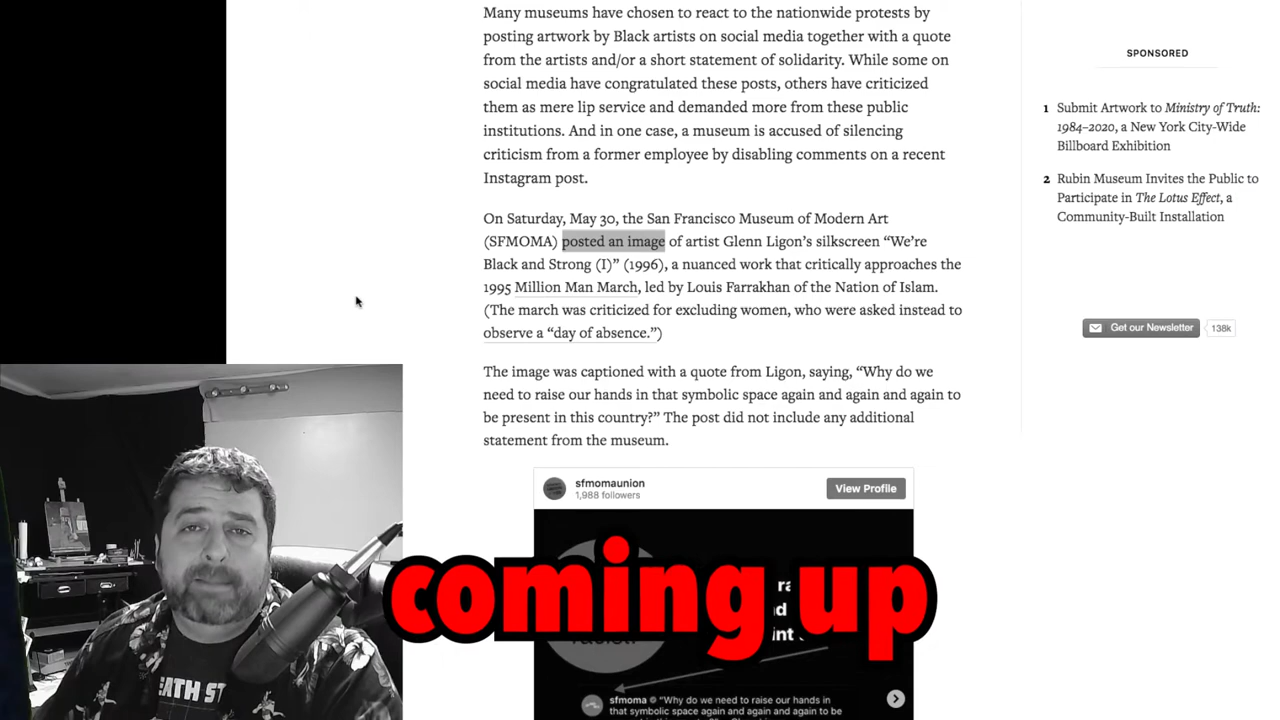 Many museums have chosen to react to the nationwide protests by
posting artwork by Black artists on social media together with a quote
from the artists and/or a short statement of solidarity. While some on
social media have congratulated these posts, others have criticized
them as mere lip service and demanded more from these public
institutions. And in one case, a museum is accused of silencing
criticism from a former employee by disabling comments on a recent
Instagram post.
On Saturday, May 30, the San Francisco Museum of Modern Art
(SFMOMA) posted an image of artist Glenn Ligon’s silkscreen “We’re
Black and Strong (I)” (1996), a nuanced work that critically approaches the
1995 Million Man March, led by Louis Farrakhan of the Nation of Islam.
(The march was criticized for excluding women, who were asked instead to
observe a “day of absence.”)
The image was captioned with a quote from Ligon, saying, “Why do we
need to raise our hands in that symbolic space again and again and again to
be present in this country?” The post did not include any additional
statement from the museum.
sfmomaunion
1,988 followers
View Profile
sfmoma “Why do we need to raise our hands in
that symbolic space again and again and again to be
SPONSORED
1 Submit Artwork to Ministry of Truth:
1984–2020, a New York City-Wide
Billboard Exhibition
2 Rubin Museum Invites the Public to
Participate in The Lotus Effect, a
Community-Built Installation
Get our Newsletter 138k
coming up
EATH ST